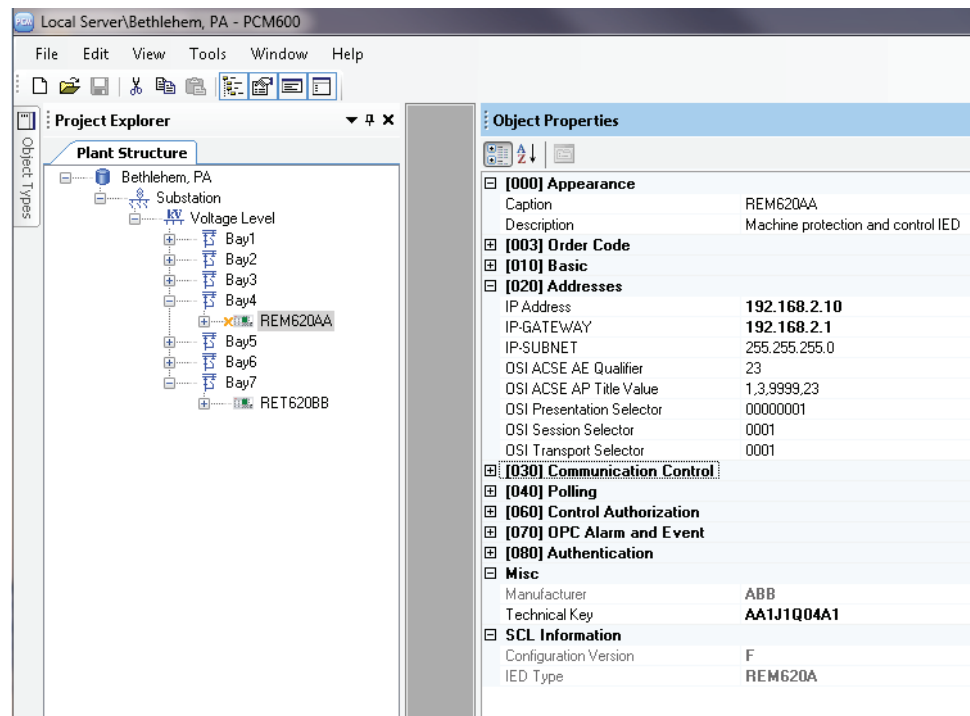 PCM Local Server\Bethlehem, PA - PCM600
File Edit View Tools Window Help
Object Types
Project Explorer
Plant Structure
Bethlehem, PA
Substation
Voltage Level
Bay1
Bay2
Bay3
Bay4
REM620AA
Bay5
Bay6
Bay7
RET620BB
Object Properties
[000] Appearance
Caption REM620AA
Description Machine protection and control IED
[003] Order Code
[010] Basic
[020] Addresses
IP Address 192.168.2.10
IP-GATEWAY 192.168.2.1
IP-SUBNET 255.255.255.0
OSI ACSE AE Qualifier 23
OSI ACSE AP Title Value 1,3,9999,23
OSI Presentation Selector 00000001
OSI Session Selector 0001
OSI Transport Selector 0001
[030] Communication Control
[040] Polling
[060] Control Authorization
[070] OPC Alarm and Event
[080] Authentication
Misc
Manufacturer ABB
Technical Key AA1J1Q04A1
SCL Information
Configuration Version F
IED Type REM620A